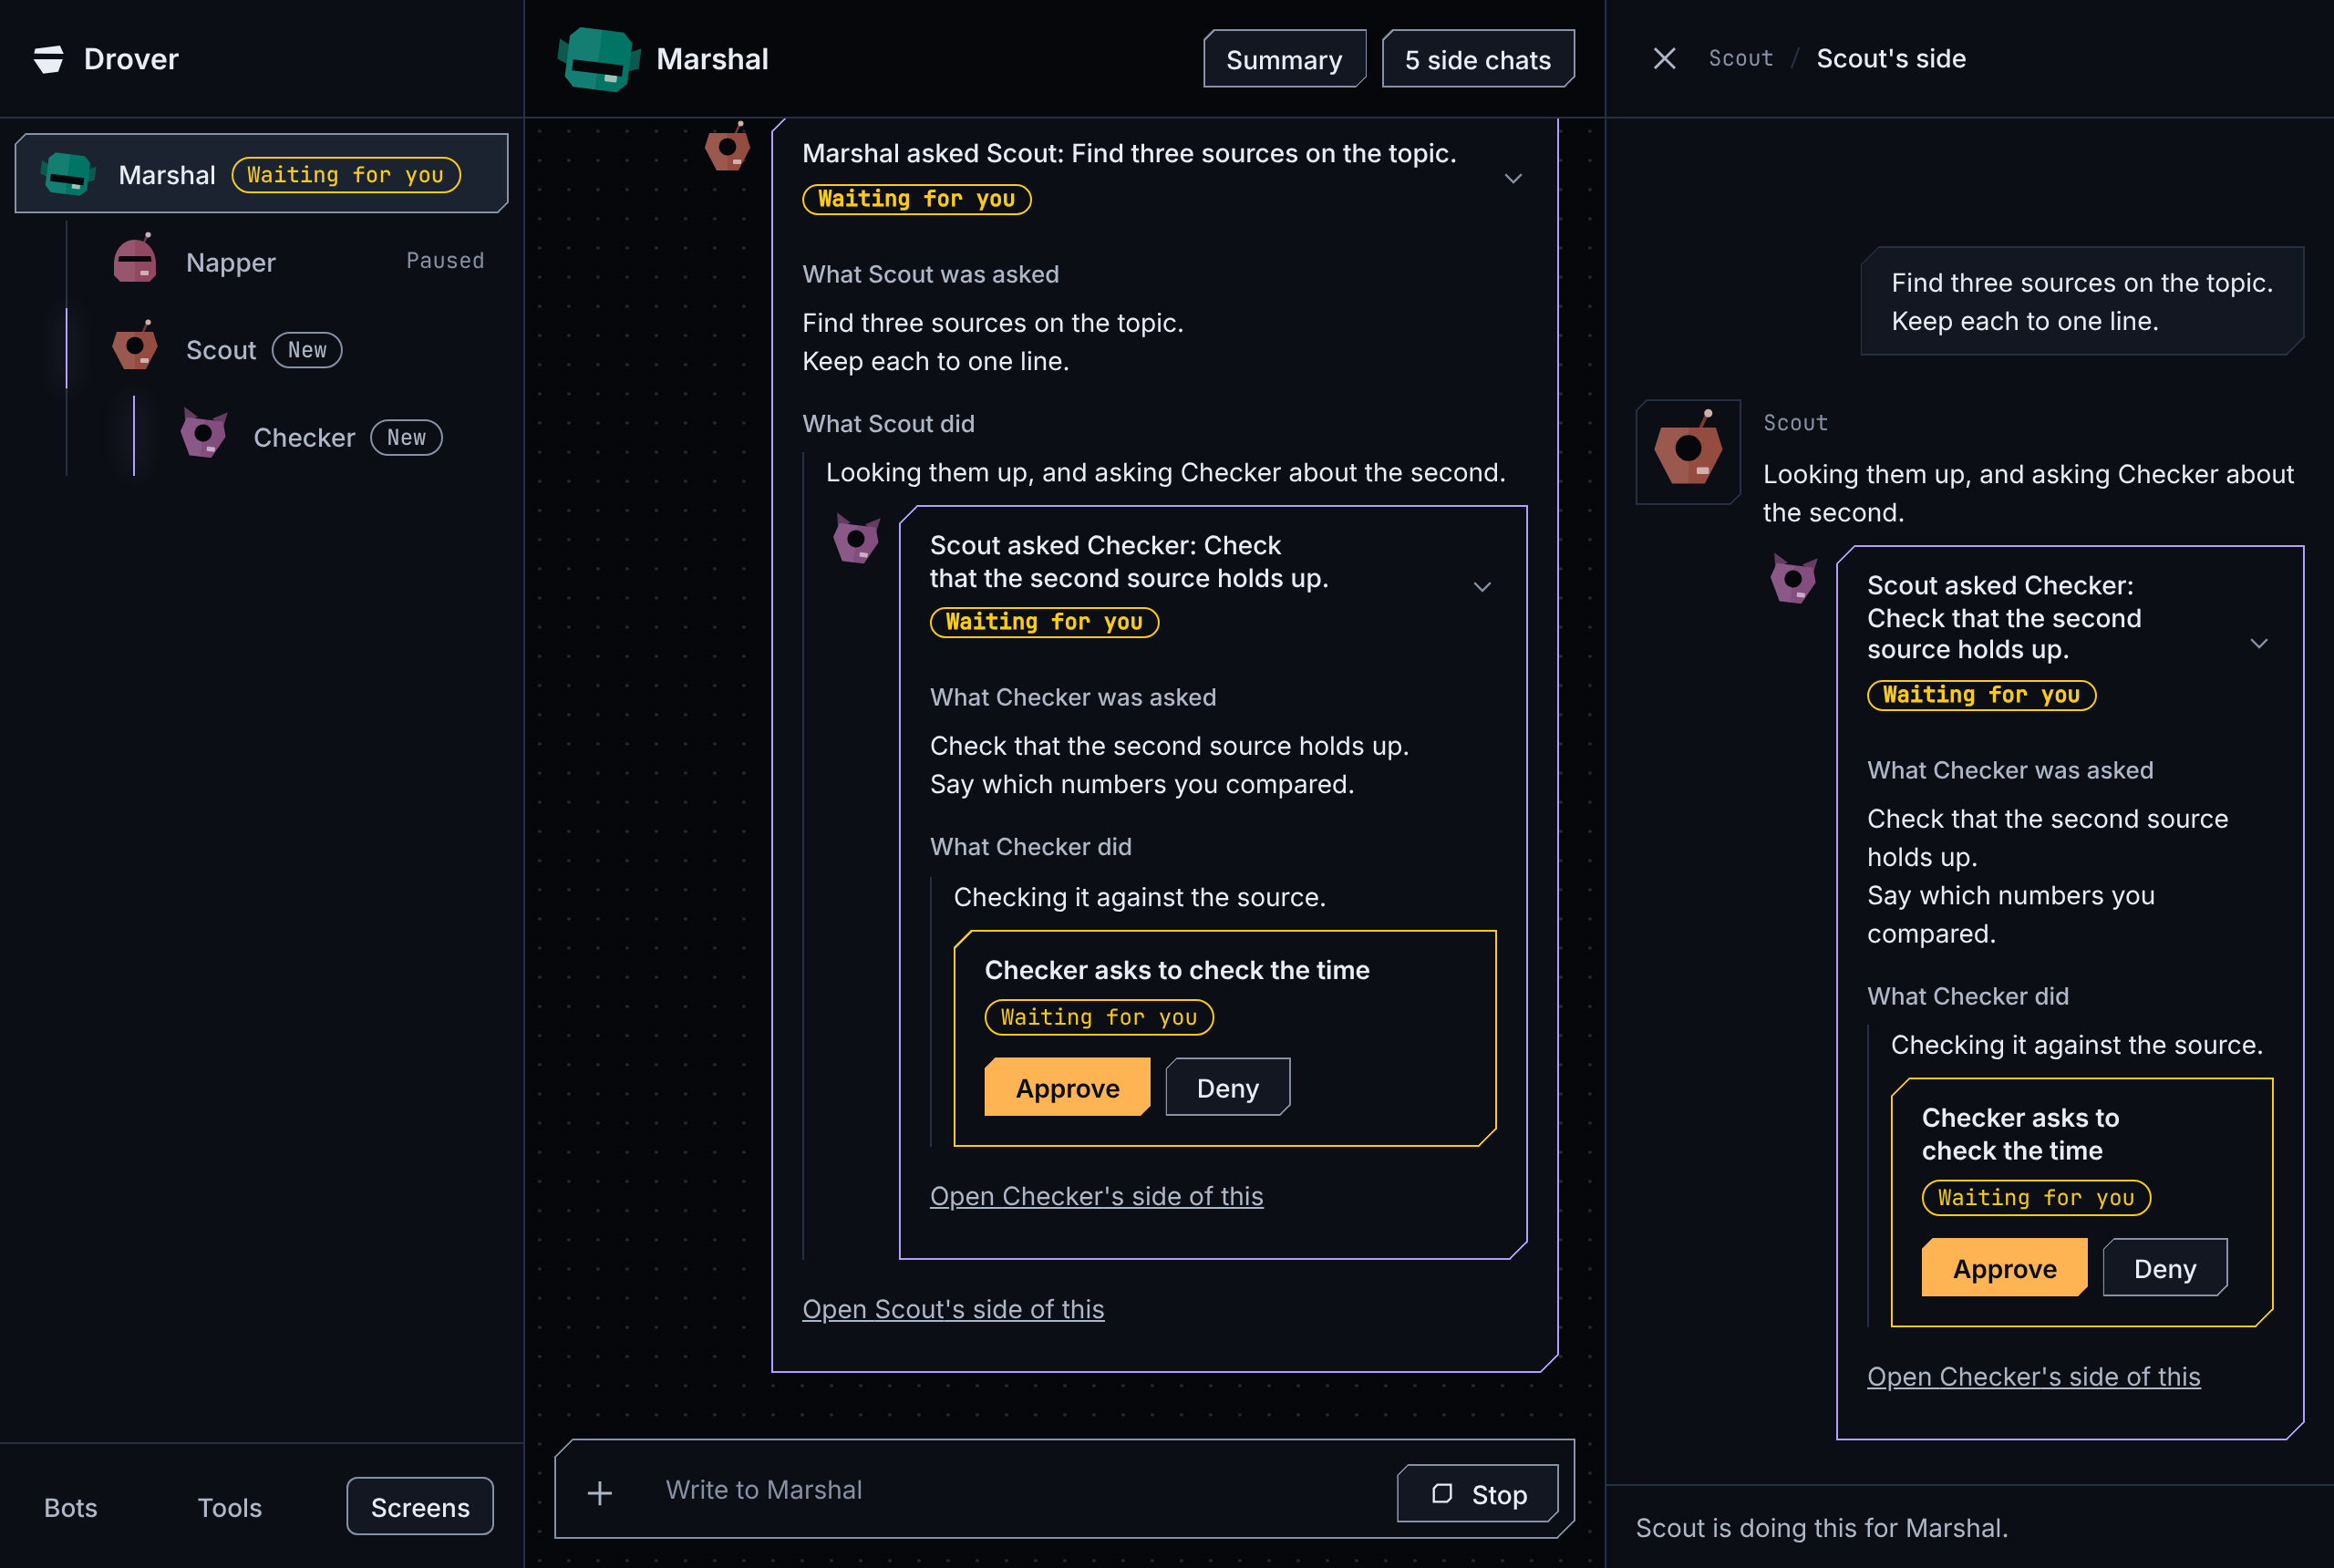 Drover
Marshal
Waiting for you
Napper
Paused
Scout
New
Checker
New
Bots
Tools
Screens
Marshal
Summary
5 side chats
Marshal asked Scout: Find three sources on the topic.
Waiting for you
What Scout was asked
Find three sources on the topic.
Keep each to one line.
What Scout did
Looking them up, and asking Checker about the second.
Scout asked Checker: Check
that the second source holds up.
Waiting for you
What Checker was asked
Check that the second source holds up.
Say which numbers you compared.
What Checker did
Checking it against the source.
Checker asks to check the time
Waiting for you
Approve
Deny
Open Checker's side of this
Open Scout's side of this
Write to Marshal
Stop
Scout / Scout's side
Find three sources on the topic.
Keep each to one line.
Scout
Looking them up, and asking Checker about
the second.
Scout asked Checker:
Check that the second
source holds up.
Waiting for you
What Checker was asked
Check that the second source
holds up.
Say which numbers you
compared.
What Checker did
Checking it against the source.
Checker asks to
check the time
Waiting for you
Approve
Deny
Open Checker's side of this
Scout is doing this for Marshal.